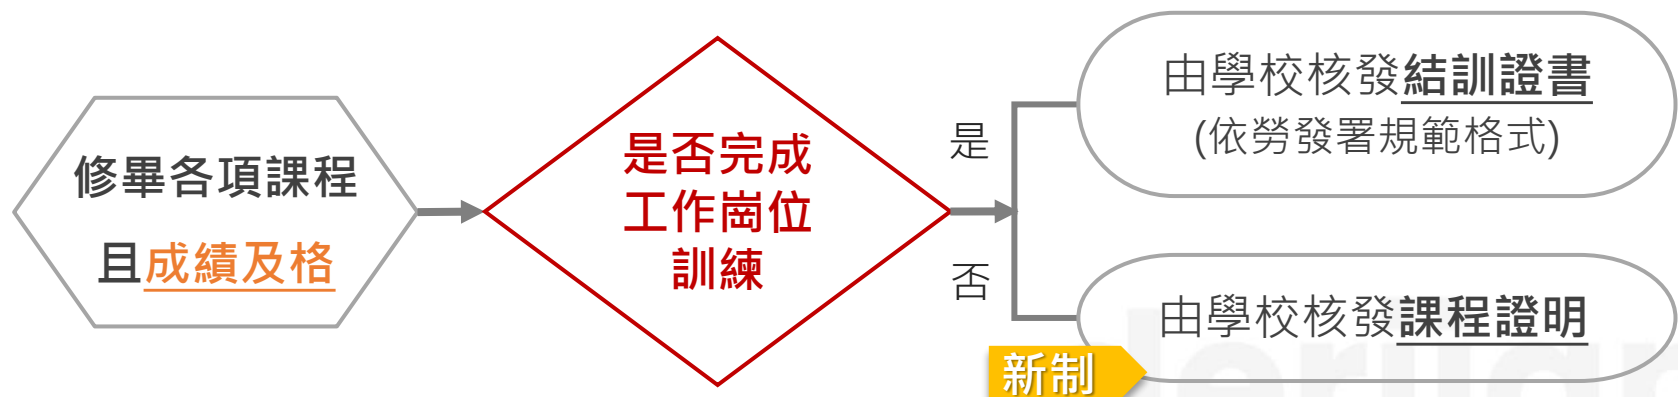 修畢各項課程
且成績及格
是否完成
工作崗位
訓練
是
否
由學校核發結訓證書
(依勞發署規範格式)
由學校核發課程證明
新制